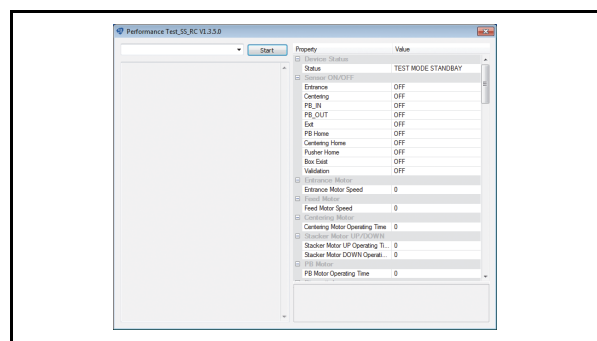 Performance Test_SS_RC V1.3.5.0
Start
Property Value
Device Status
Status TEST MODE STANDBAY
Sensor ON/OFF
Entrance OFF
Centering OFF
PB_IN OFF
PB_OUT OFF
Exit OFF
PB Home OFF
Centering Home OFF
Pusher Home OFF
Box Exist OFF
Validation OFF
Entrance Motor
Entrance Motor Speed 0
Feed Motor
Feed Motor Speed 0
Centering Motor
Centering Motor Operating Time 0
Stacker Motor UP/DOWN
Stacker Motor UP Operating Ti... 0
Stacker Motor DOWN Operati... 0
PB Motor
PB Motor Operating Time 0